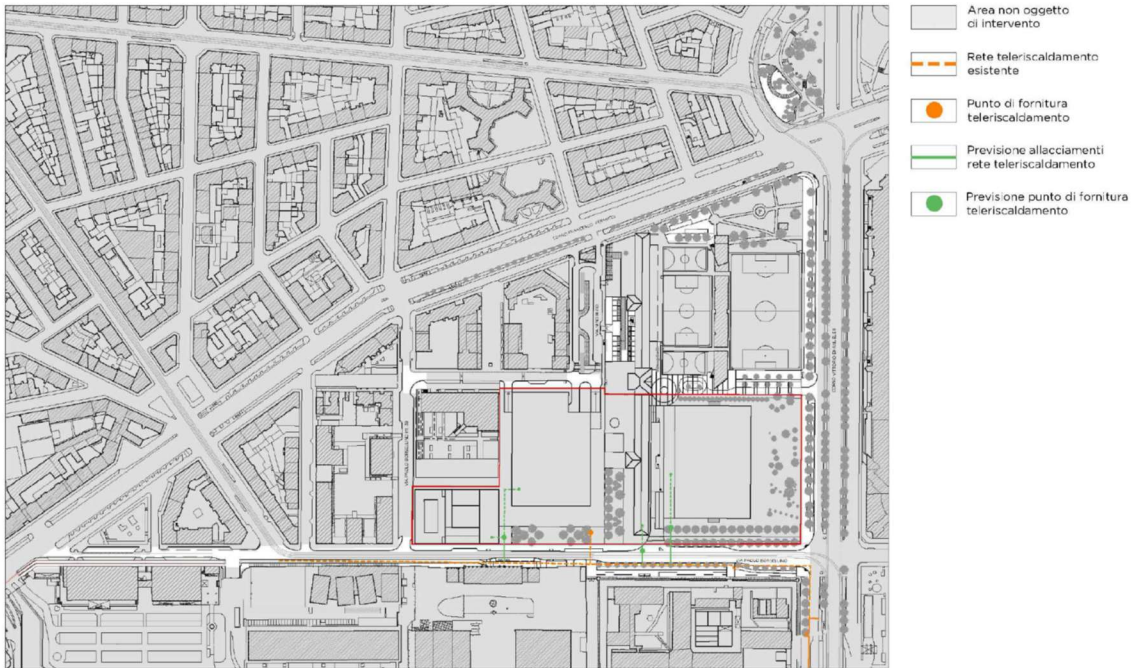 Area non oggetto
di intervento
Rete teleriscaldamento
esistente
Punto di fornitura
teleriscaldamento
Previsione allacciamenti
rete teleriscaldamento
Previsione punto di fornitura
teleriscaldamento